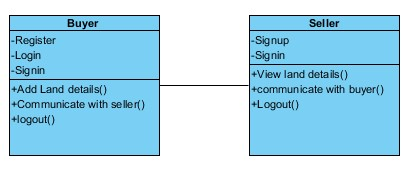 Buyer
-Register
-Login
-Signin
+Add Land details()
+Communicate with seller()
+logout()
Seller
-Signup
-Signin
+View land details()
+communicate with buyer()
+Logout()